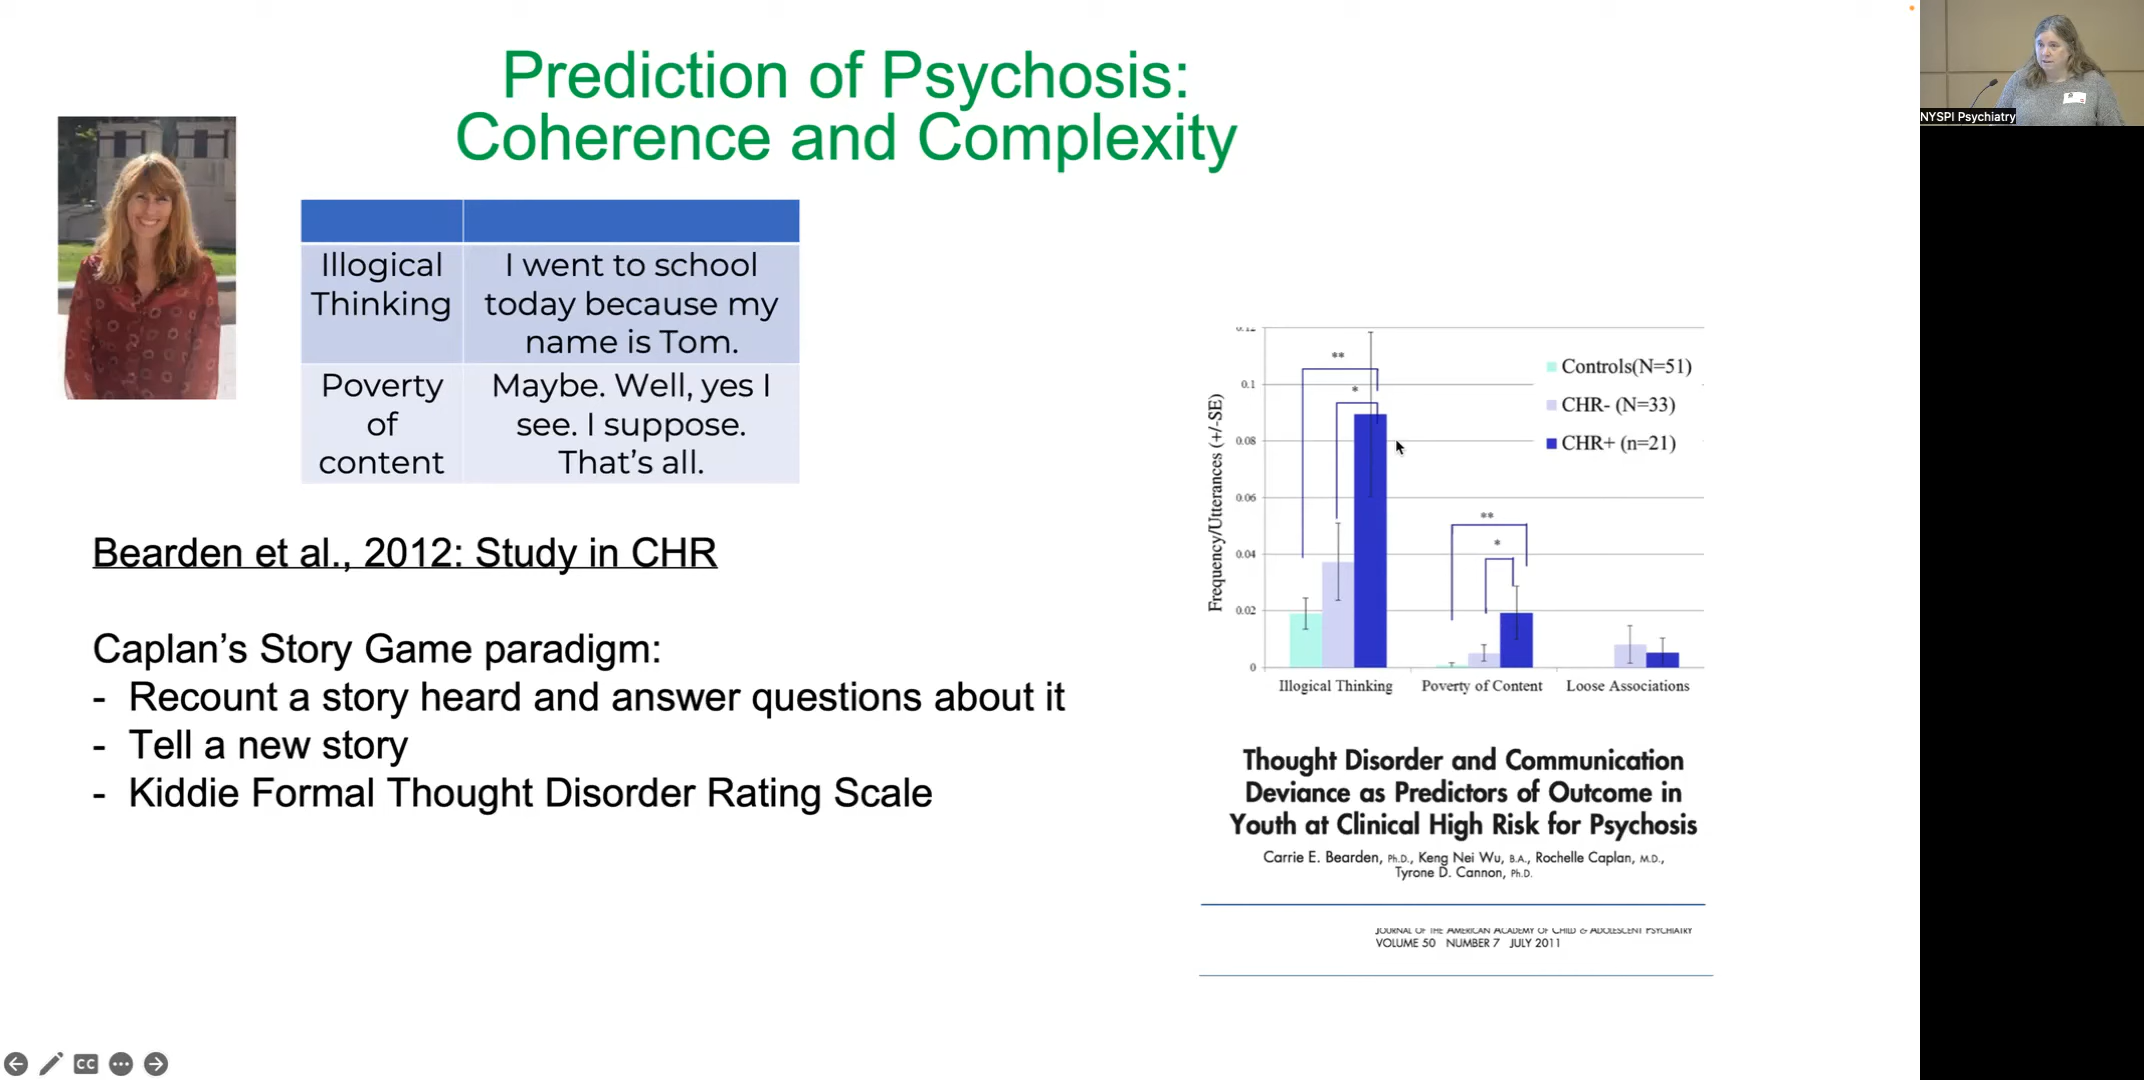 Prediction of Psychosis:
Coherence and Complexity
NYSPI Psychiatry
Illogical
Thinking
I went to school
today because my
name is Tom.
Poverty
of
content
Maybe. Well, yes I
see. I suppose.
That's all.
Bearden et al., 2012: Study in CHR
Caplan's Story Game paradigm:
- Recount a story heard and answer questions about it
- Tell a new story
- Kiddie Formal Thought Disorder Rating Scale
Frequency/Utterances (+/-SE)
0.12
0.1
0.08
0.06
0.04
0.02
0
**
*
**
*
Controls(N=51)
CHR- (N=33)
CHR+ (n=21)
Illogical Thinking
Poverty of Content
Loose Associations
Thought Disorder and Communication
Deviance as Predictors of Outcome in
Youth at Clinical High Risk for Psychosis
Carrie E. Bearden, Ph.D., Keng Nei Wu, B.A., Rochelle Caplan, M.D.,
Tyrone D. Cannon, Ph.D.
JOURNAL OF THE AMERICAN ACADEMY OF CHILD & ADOLESCENT PSYCHIATRY
VOLUME 50 NUMBER 7 JULY 2011
CC